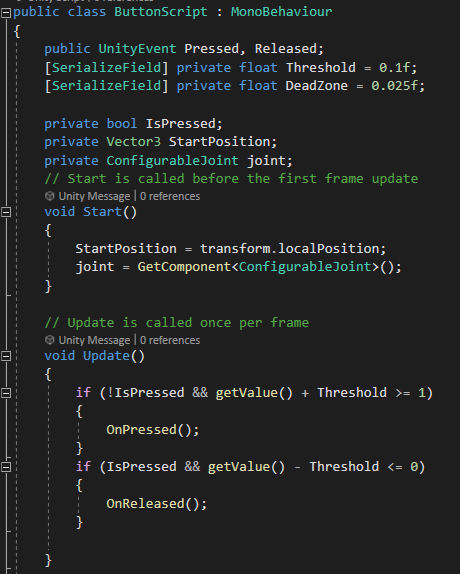 public class ButtonScript : MonoBehaviour
{
public UnityEvent Pressed, Released;
[SerializeField] private float Threshold = 0.1f;
[SerializeField] private float DeadZone = 0.025f;
private bool IsPressed;
private Vector3 StartPosition;
private ConfigurableJoint joint;
// Start is called before the first frame update
Unity Message | 0 references
void Start()
{
StartPosition = transform.localPosition;
joint = GetComponent<ConfigurableJoint>();
}
// Update is called once per frame
Unity Message | 0 references
void Update()
{
if (!IsPressed && getValue() + Threshold >= 1)
{
OnPressed();
}
if (IsPressed && getValue() - Threshold <= 0)
{
OnReleased();
}
}